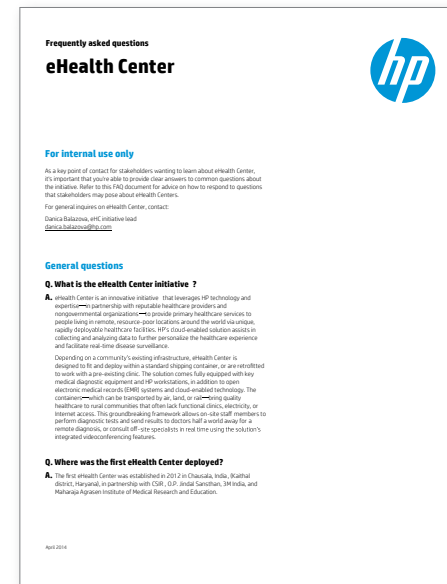 Frequently asked questions
eHealth Center
hp
For internal use only
As a key point of contact for stakeholders wanting to learn about eHealth Center,
it's important that you're able to provide clear answers to common questions about
the initiative. Refer to this FAQ document for advice on how to respond to questions
that stakeholders may pose about eHealth Centers.
For general inquires on eHealth Center, contact:
Danica Balazova, eHC initiative lead
danica.balazova@hp.com
General questions
Q. What is the eHealth Center initiative ?
A. eHealth Center is an innovative initiative that leverages HP technology and
expertise—in partnership with reputable healthcare providers and
nongovernmental organizations—to provide primary healthcare services to
people living in remote, resource-poor locations around the world via unique,
rapidly deployable healthcare facilities. HP's cloud-enabled solution assists in
collecting and analyzing data to further personalize the healthcare experience
and facilitate real-time disease surveillance.
Depending on a community's existing infrastructure, eHealth Center is
designed to fit and deploy within a standard shipping container, or are retrofitted
to work with a pre-existing clinic. The solution comes fully equipped with key
medical diagnostic equipment and HP workstations, in addition to open
electronic medical records (EMR) systems and cloud-enabled technology. The
containers—which can be transported by air, land, or rail—bring quality
healthcare to rural communities that often lack functional clinics, electricity, or
Internet access. This groundbreaking framework allows on-site staff members to
perform diagnostic tests and send results to doctors half a world away for a
remote diagnosis, or consult off-site specialists in real time using the solution's
integrated videoconferencing features.
Q. Where was the first eHealth Center deployed?
A. The first eHealth Center was established in 2012 in Chausala, India, (Kaithal
district, Haryana), in partnership with CSIR , O.P. Jindal Sansthan, 3M India, and
Maharaja Agrasen Institute of Medical Research and Education.
April 2014